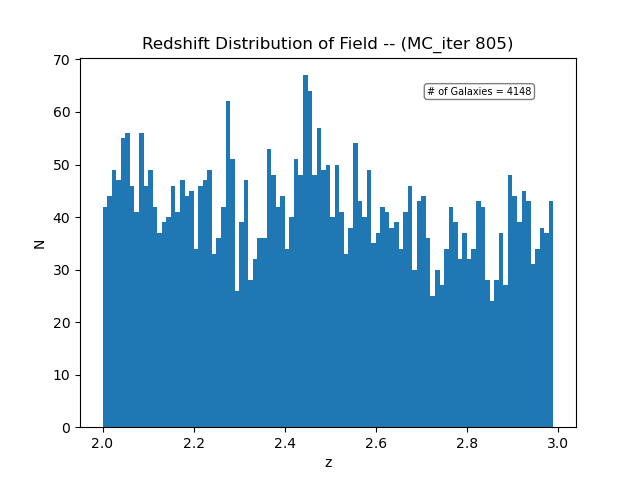 Redshift Distribution of Field -- (MC_iter 805)
# of Galaxies = 4148
70
60
50
40
30
20
10
0
N
2.0 2.2 2.4 2.6 2.8 3.0
z